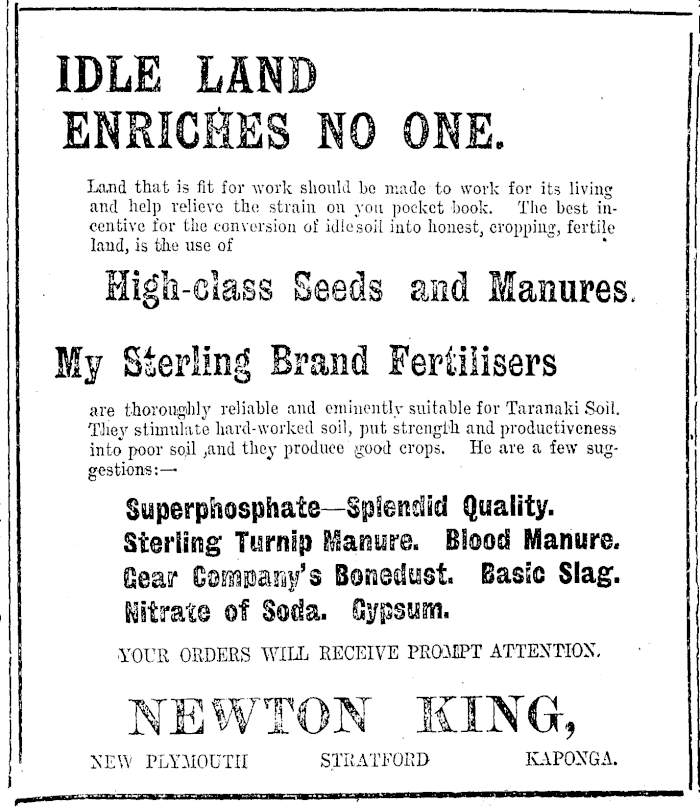 IDLE LAND
ENRICHES NO ONE.
Land that is fit for work should be made to work for its living
and help relieve the strain on you pocket book. The best in-
centive for the conversion of idle soil into honest, cropping, fertile
land, is the use of
High-class Seeds and Manures.
My Sterling Brand Fertilisers
are thoroughly reliable and eminently suitable for Taranaki Soil.
They stimulate hard-worked soil, put strength and productiveness
into poor soil ,and they produce good crops. He are a few sug-
gestions:—
Superphosphate—Splendid Quality.
Sterling Turnip Manure. Blood Manure.
Gear Company's Bonedust. Basic Slag.
Nitrate of Soda. Gypsum.
YOUR ORDERS WILL RECEIVE PROMPT ATTENTION.
NEWTON KING,
NEW PLYMOUTH STRATFORD KAPONGA.